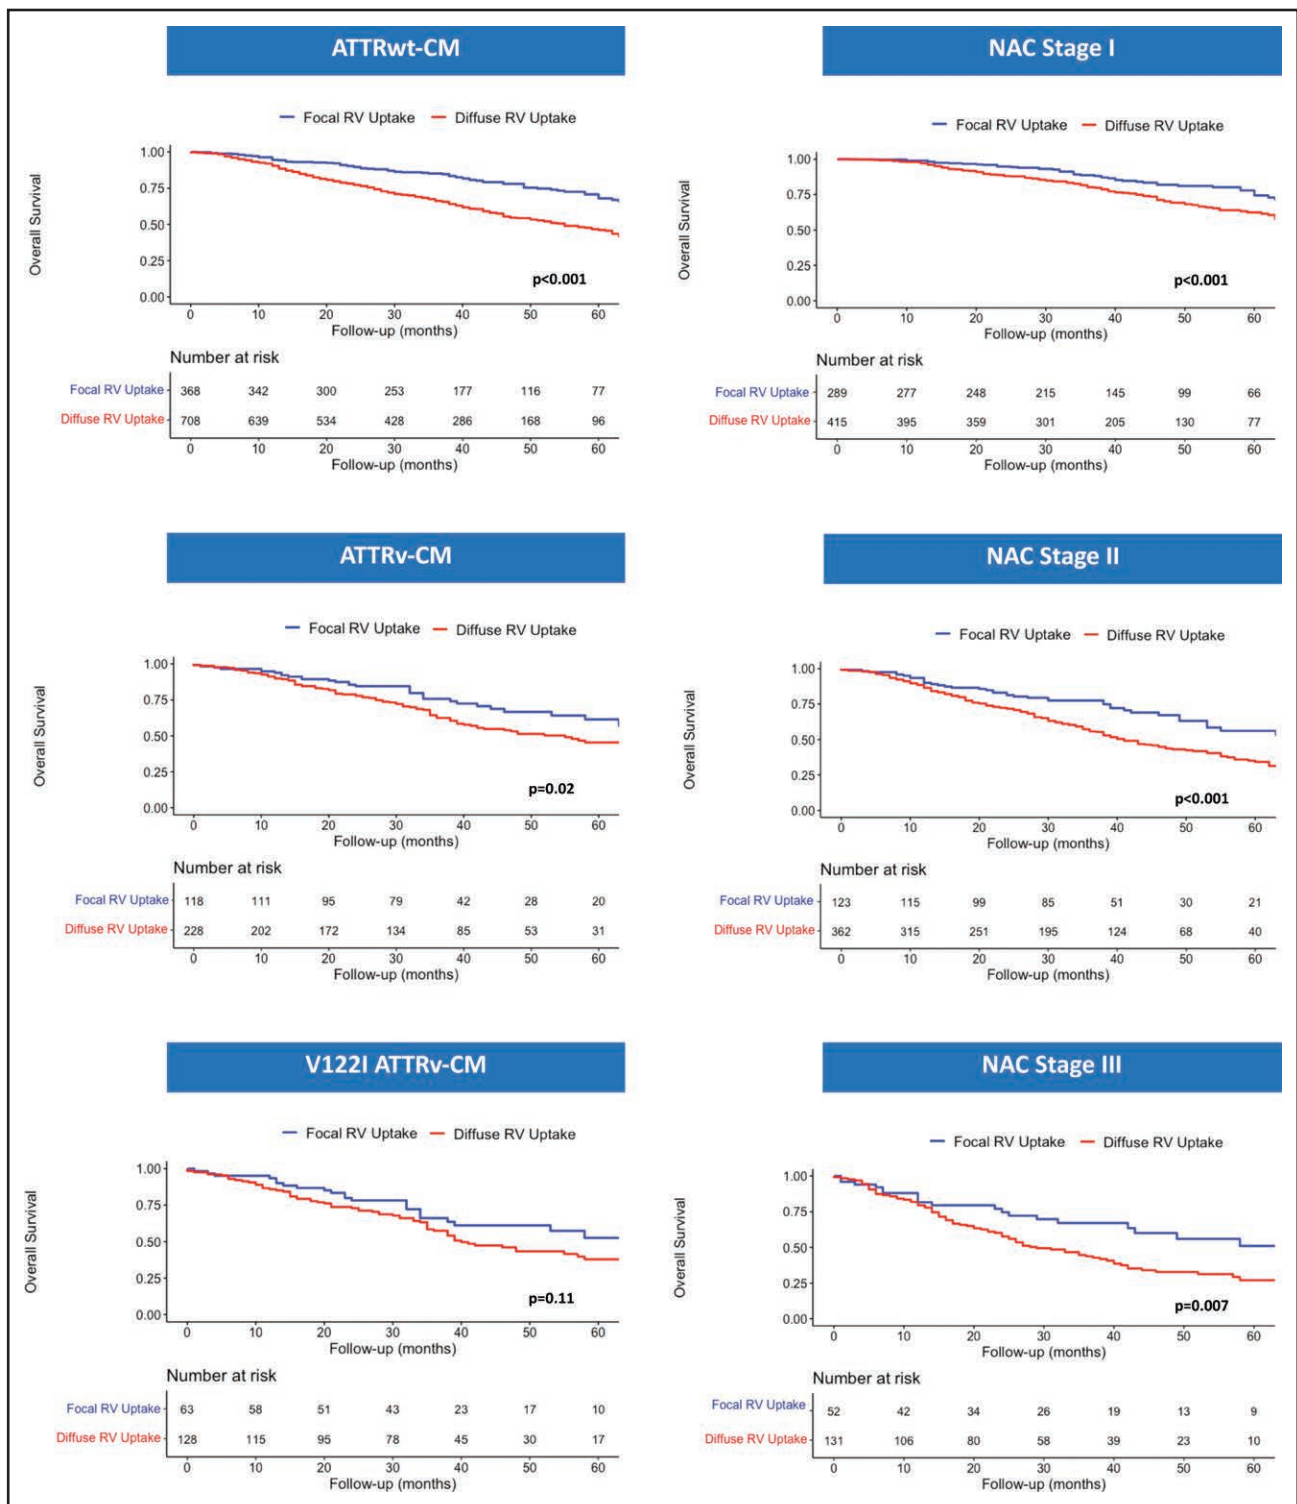 ATTRwt-CM
Focal RV Uptake Diffuse RV Uptake
Overall Survival
1.00
0.75
0.50
0.25
0.00
p<0.001
0 10 20 30 40 50 60
Follow-up (months)
Number at risk
Focal RV Uptake 368 342 300 253 177 116 77
Diffuse RV Uptake 708 639 534 428 286 168 96
0 10 20 30 40 50 60
Follow-up (months)
NAC Stage I
Focal RV Uptake Diffuse RV Uptake
Overall Survival
1.00
0.75
0.50
0.25
0.00
p<0.001
0 10 20 30 40 50 60
Follow-up (months)
Number at risk
Focal RV Uptake 289 277 248 215 145 99 66
Diffuse RV Uptake 415 395 359 301 205 130 77
0 10 20 30 40 50 60
Follow-up (months)
ATTRv-CM
Focal RV Uptake Diffuse RV Uptake
Overall Survival
1.00
0.75
0.50
0.25
0.00
p=0.02
0 10 20 30 40 50 60
Follow-up (months)
Number at risk
Focal RV Uptake 118 111 95 79 42 28 20
Diffuse RV Uptake 228 202 172 134 85 53 31
0 10 20 30 40 50 60
Follow-up (months)
NAC Stage II
Focal RV Uptake Diffuse RV Uptake
Overall Survival
1.00
0.75
0.50
0.25
0.00
p<0.001
0 10 20 30 40 50 60
Follow-up (months)
Number at risk
Focal RV Uptake 123 115 99 85 51 30 21
Diffuse RV Uptake 362 315 251 195 124 68 40
0 10 20 30 40 50 60
Follow-up (months)
V122I ATTRv-CM
Focal RV Uptake Diffuse RV Uptake
Overall Survival
1.00
0.75
0.50
0.25
0.00
p=0.11
0 10 20 30 40 50 60
Follow-up (months)
Number at risk
Focal RV Uptake 63 58 51 43 23 17 10
Diffuse RV Uptake 128 115 95 78 45 30 17
0 10 20 30 40 50 60
Follow-up (months)
NAC Stage III
Focal RV Uptake Diffuse RV Uptake
Overall Survival
1.00
0.75
0.50
0.25
0.00
p=0.007
0 10 20 30 40 50 60
Follow-up (months)
Number at risk
Focal RV Uptake 52 42 34 26 19 13 9
Diffuse RV Uptake 131 106 80 58 39 23 10
0 10 20 30 40 50 60
Follow-up (months)